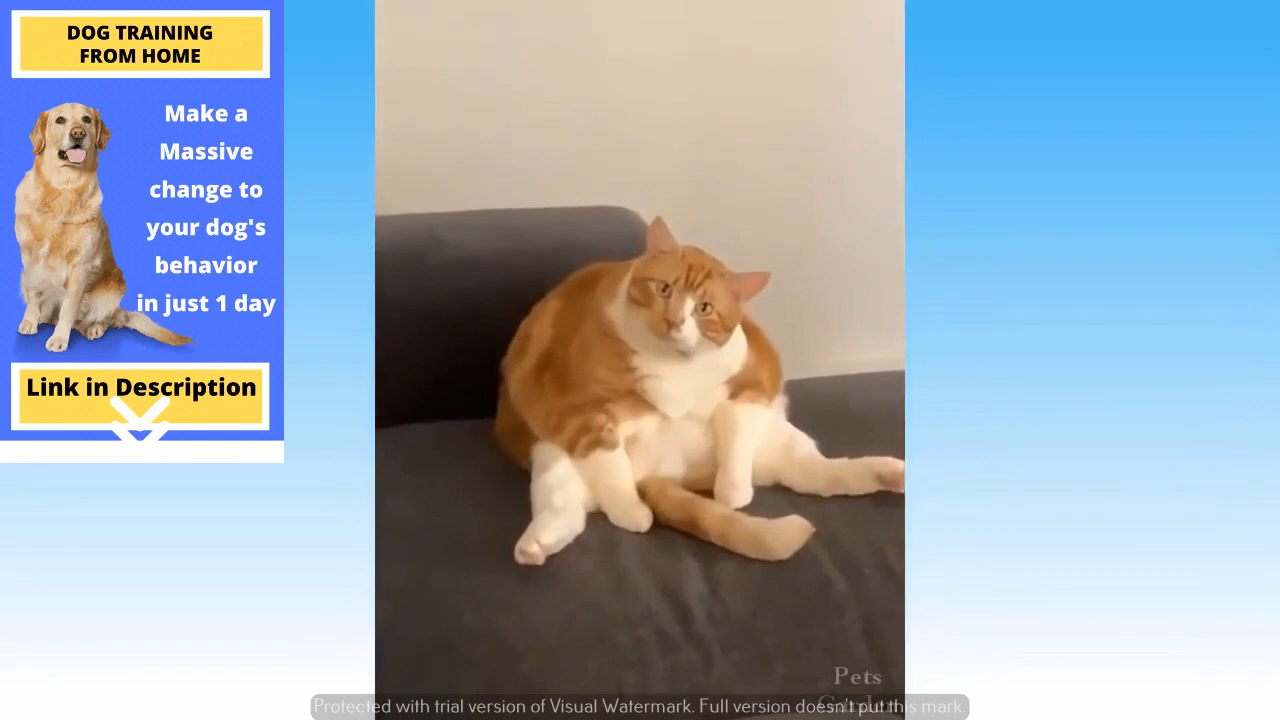 DOG TRAINING
FROM HOME
Make a
Massive
change to
your dog's
behavior
in just 1 day
Link in Description
Pets
Protected with trial version of Visual Watermark. Full version doesn't put this mark.